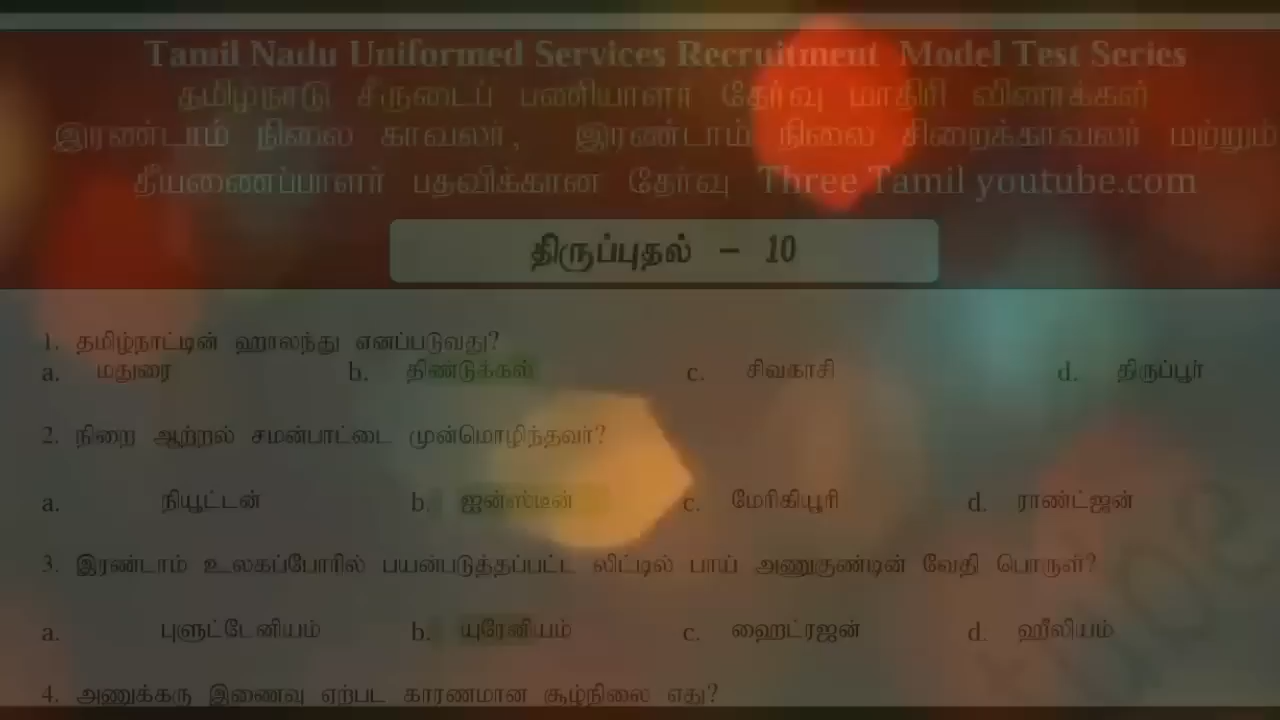 Tamil Nadu Uniformed Services Recruitment Model Test Series
தமிழ்நாடு சீருடைப் பணியாளர் தேர்வு மாதிரி வினாக்கள்
இரண்டாம் நிலை காவலர், இரண்டாம் நிலை சிறைக்காவலர் மற்றும்
தீயணைப்பாளர் பதவிக்கான தேர்வு Three Tamil youtube.com
திருப்புதல் - 10
1. தமிழ்நாட்டின் ஹாலந்து எனப்படுவது?
a. மதுரை b. திண்டுக்கல் c. சிவகாசி d. திருப்பூர்
2. நிறை ஆற்றல் சமன்பாட்டை முன்மொழிந்தவர்?
a. நியூட்டன் b. ஐன்ஸ்டீன் c. மேரிகியூரி d. ராண்ட்ஜன்
3. இரண்டாம் உலகப்போரில் பயன்படுத்தப்பட்ட லிட்டில் பாய் அணுகுண்டின் வேதி பொருள்?
a. புளுட்டேனியம் b. யுரேனியம் c. ஹைட்ரஜன் d. ஹீலியம்
4. அணுக்கரு இணைவு ஏற்பட காரணமான சூழ்நிலை எது?